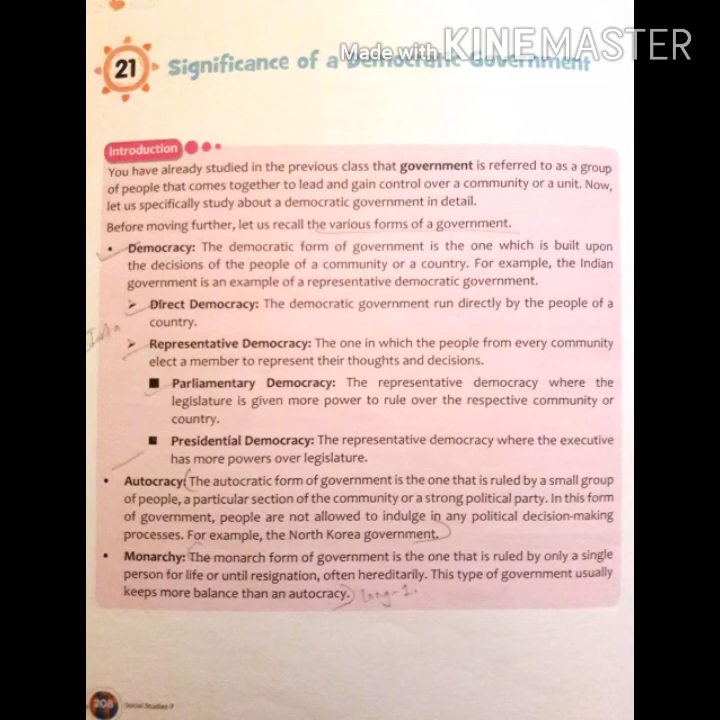 Made with KINEMASTER
21 Significance of a Democratic Government
Introduction
You have already studied in the previous class that government is referred to as a group
of people that comes together to lead and gain control over a community or a unit. Now,
let us specifically study about a democratic government in detail.
Before moving further, let us recall the various forms of a government.
• Democracy: The democratic form of government is the one which is built upon
the decisions of the people of a community or a country. For example, the Indian
government is an example of a representative democratic government.
➢ Direct Democracy: The democratic government run directly by the people of a
country.
➢ Representative Democracy: The one in which the people from every community
elect a member to represent their thoughts and decisions.
■ Parliamentary Democracy: The representative democracy where the
legislature is given more power to rule over the respective community or
country.
■ Presidential Democracy: The representative democracy where the executive
has more powers over legislature.
• Autocracy: The autocratic form of government is the one that is ruled by a small group
of people, a particular section of the community or a strong political party. In this form
of government, people are not allowed to indulge in any political decision-making
processes. For example, the North Korea government.
• Monarchy: The monarch form of government is the one that is ruled by only a single
person for life or until resignation, often hereditarily. This type of government usually
keeps more balance than an autocracy.
208 Social Studies-7